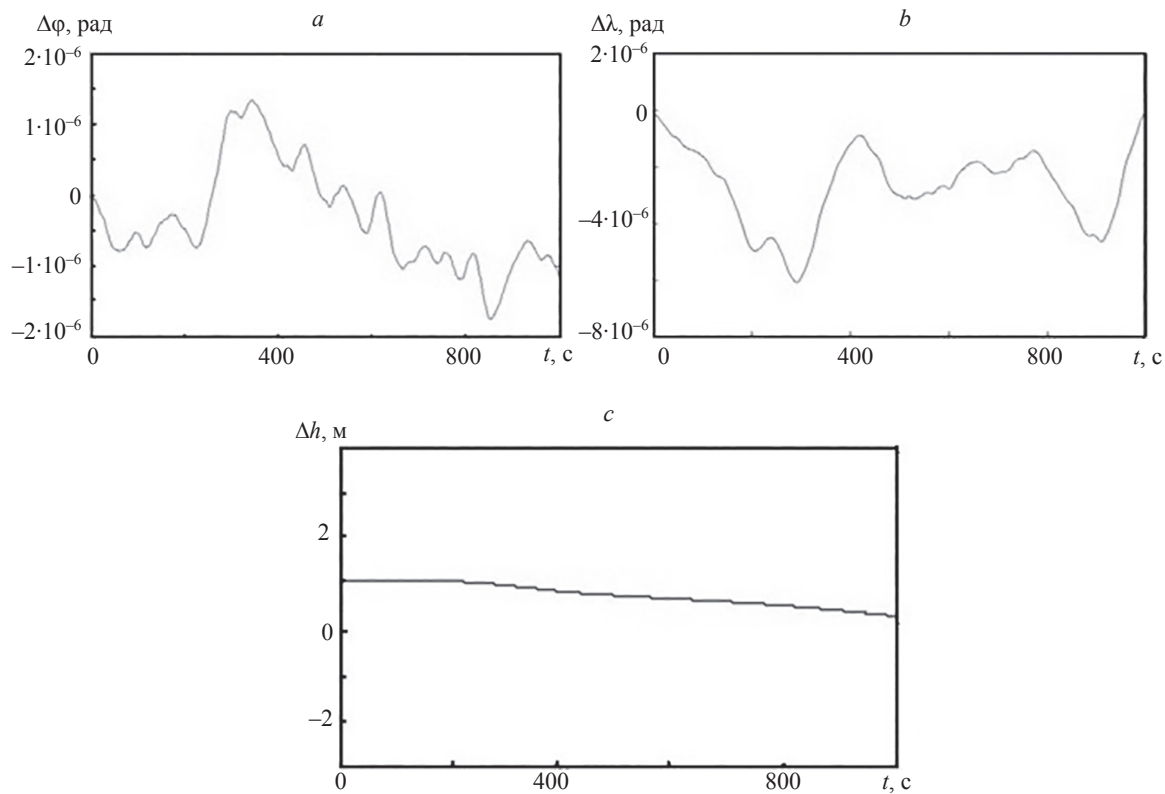 Δφ, рад
a
2·10⁻⁶
1·10⁻⁶
0
–1·10⁻⁶
–2·10⁻⁶
0
400
800
t, с
Δλ, рад
b
2·10⁻⁶
0
–4·10⁻⁶
–8·10⁻⁶
0
400
800
t, с
c
Δh, м
2
0
–2
0
400
800
t, с